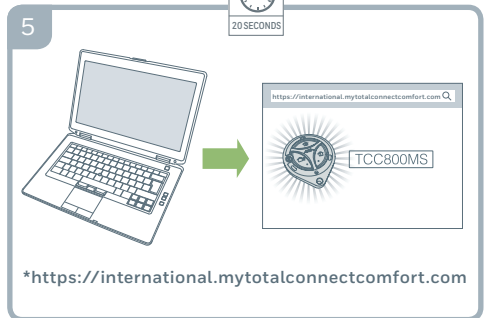 20 SECONDS
5
https://international.mytotalconnectcomfort.com
TCC800MS
*https://international.mytotalconnectcomfort.com